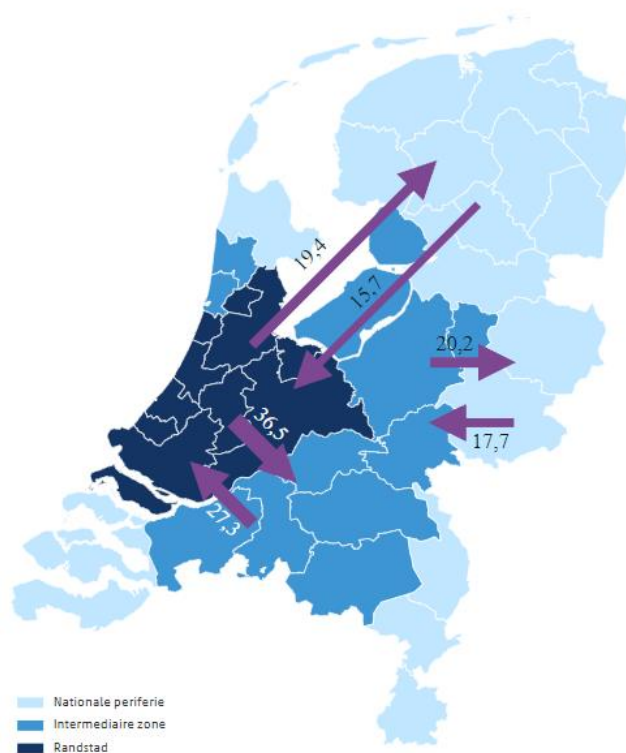 19,4
15,7
20,2
36,5
17,7
27,3
Nationale periferie
Intermediaire zone
Randstad